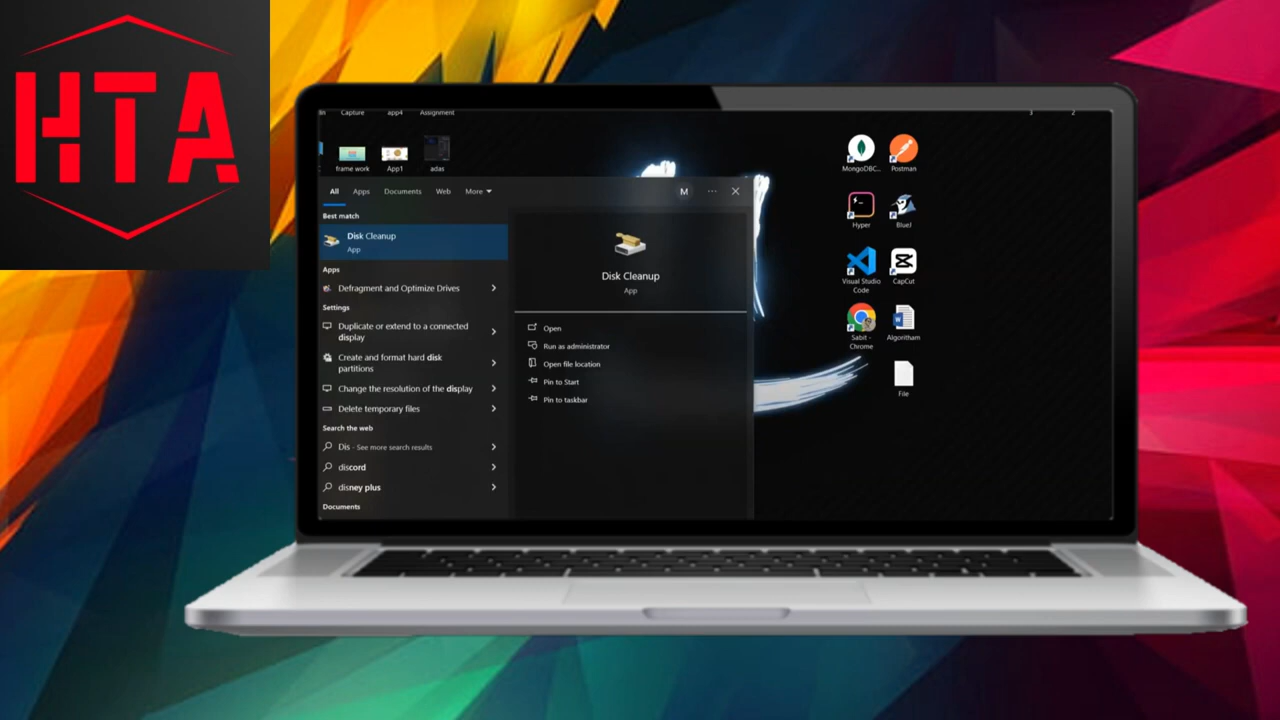 HTA
Capture
app4
Assignment
3
2
frame work
App1
adas
MongoDBC...
Postman
Hyper
BlueJ
Visual Studio
Code
CapCut
Sabit -
Chrome
Algoritham
File
All
Apps
Documents
Web
More
M
Best match
Disk Cleanup
App
Apps
Defragment and Optimize Drives
Settings
Duplicate or extend to a connected
display
Create and format hard disk
partitions
Change the resolution of the display
Delete temporary files
Search the web
Dis - See more search results
discord
disney plus
Documents
Disk Cleanup
App
Open
Run as administrator
Open file location
Pin to Start
Pin to taskbar